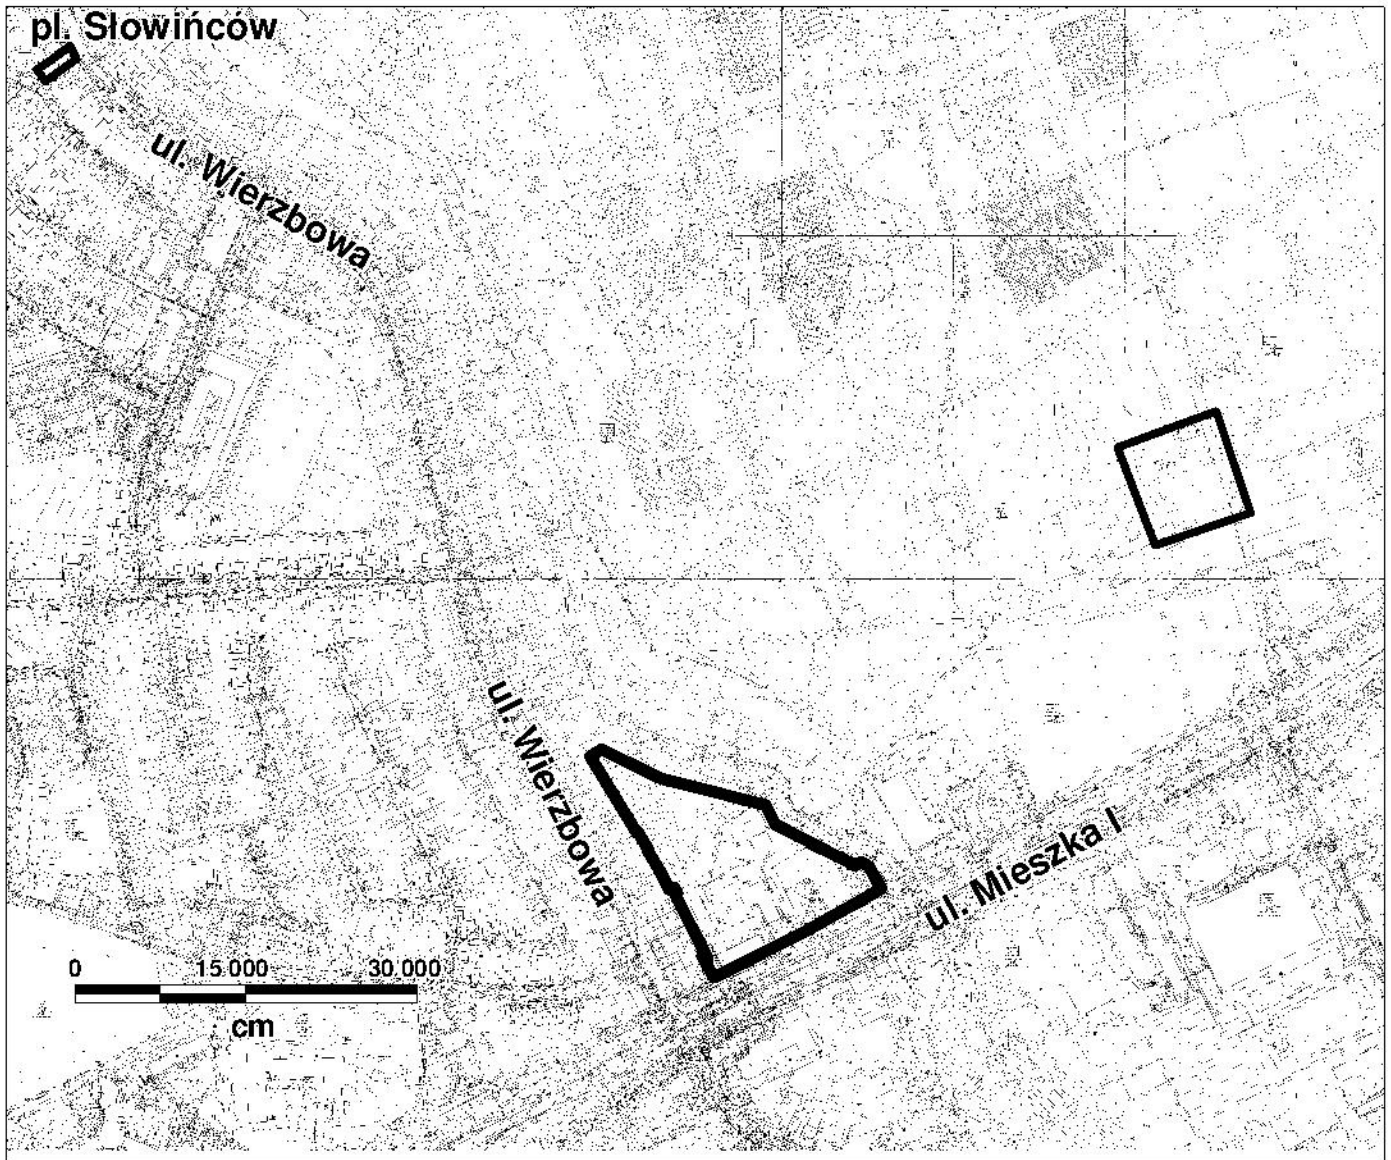 pl. Słowińców
ul. Wierzbowa
ul. Wierzbowa
ul. Mieszka I
0 15 000 30 000
cm